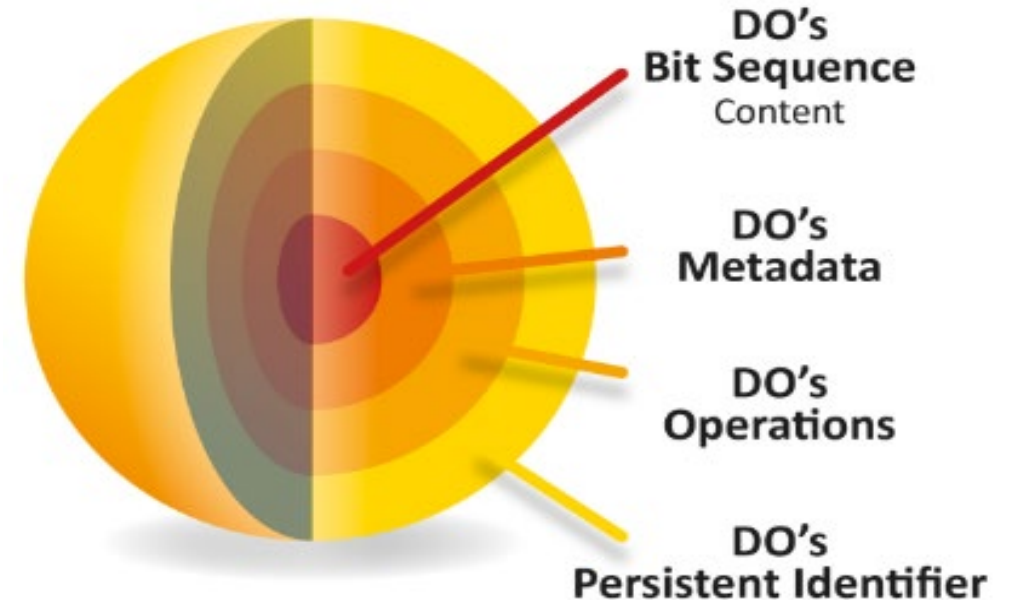 DO’s
Bit Sequence
Content
DO’s
Metadata
DO’s
Operations
DO’s
Persistent Identifier